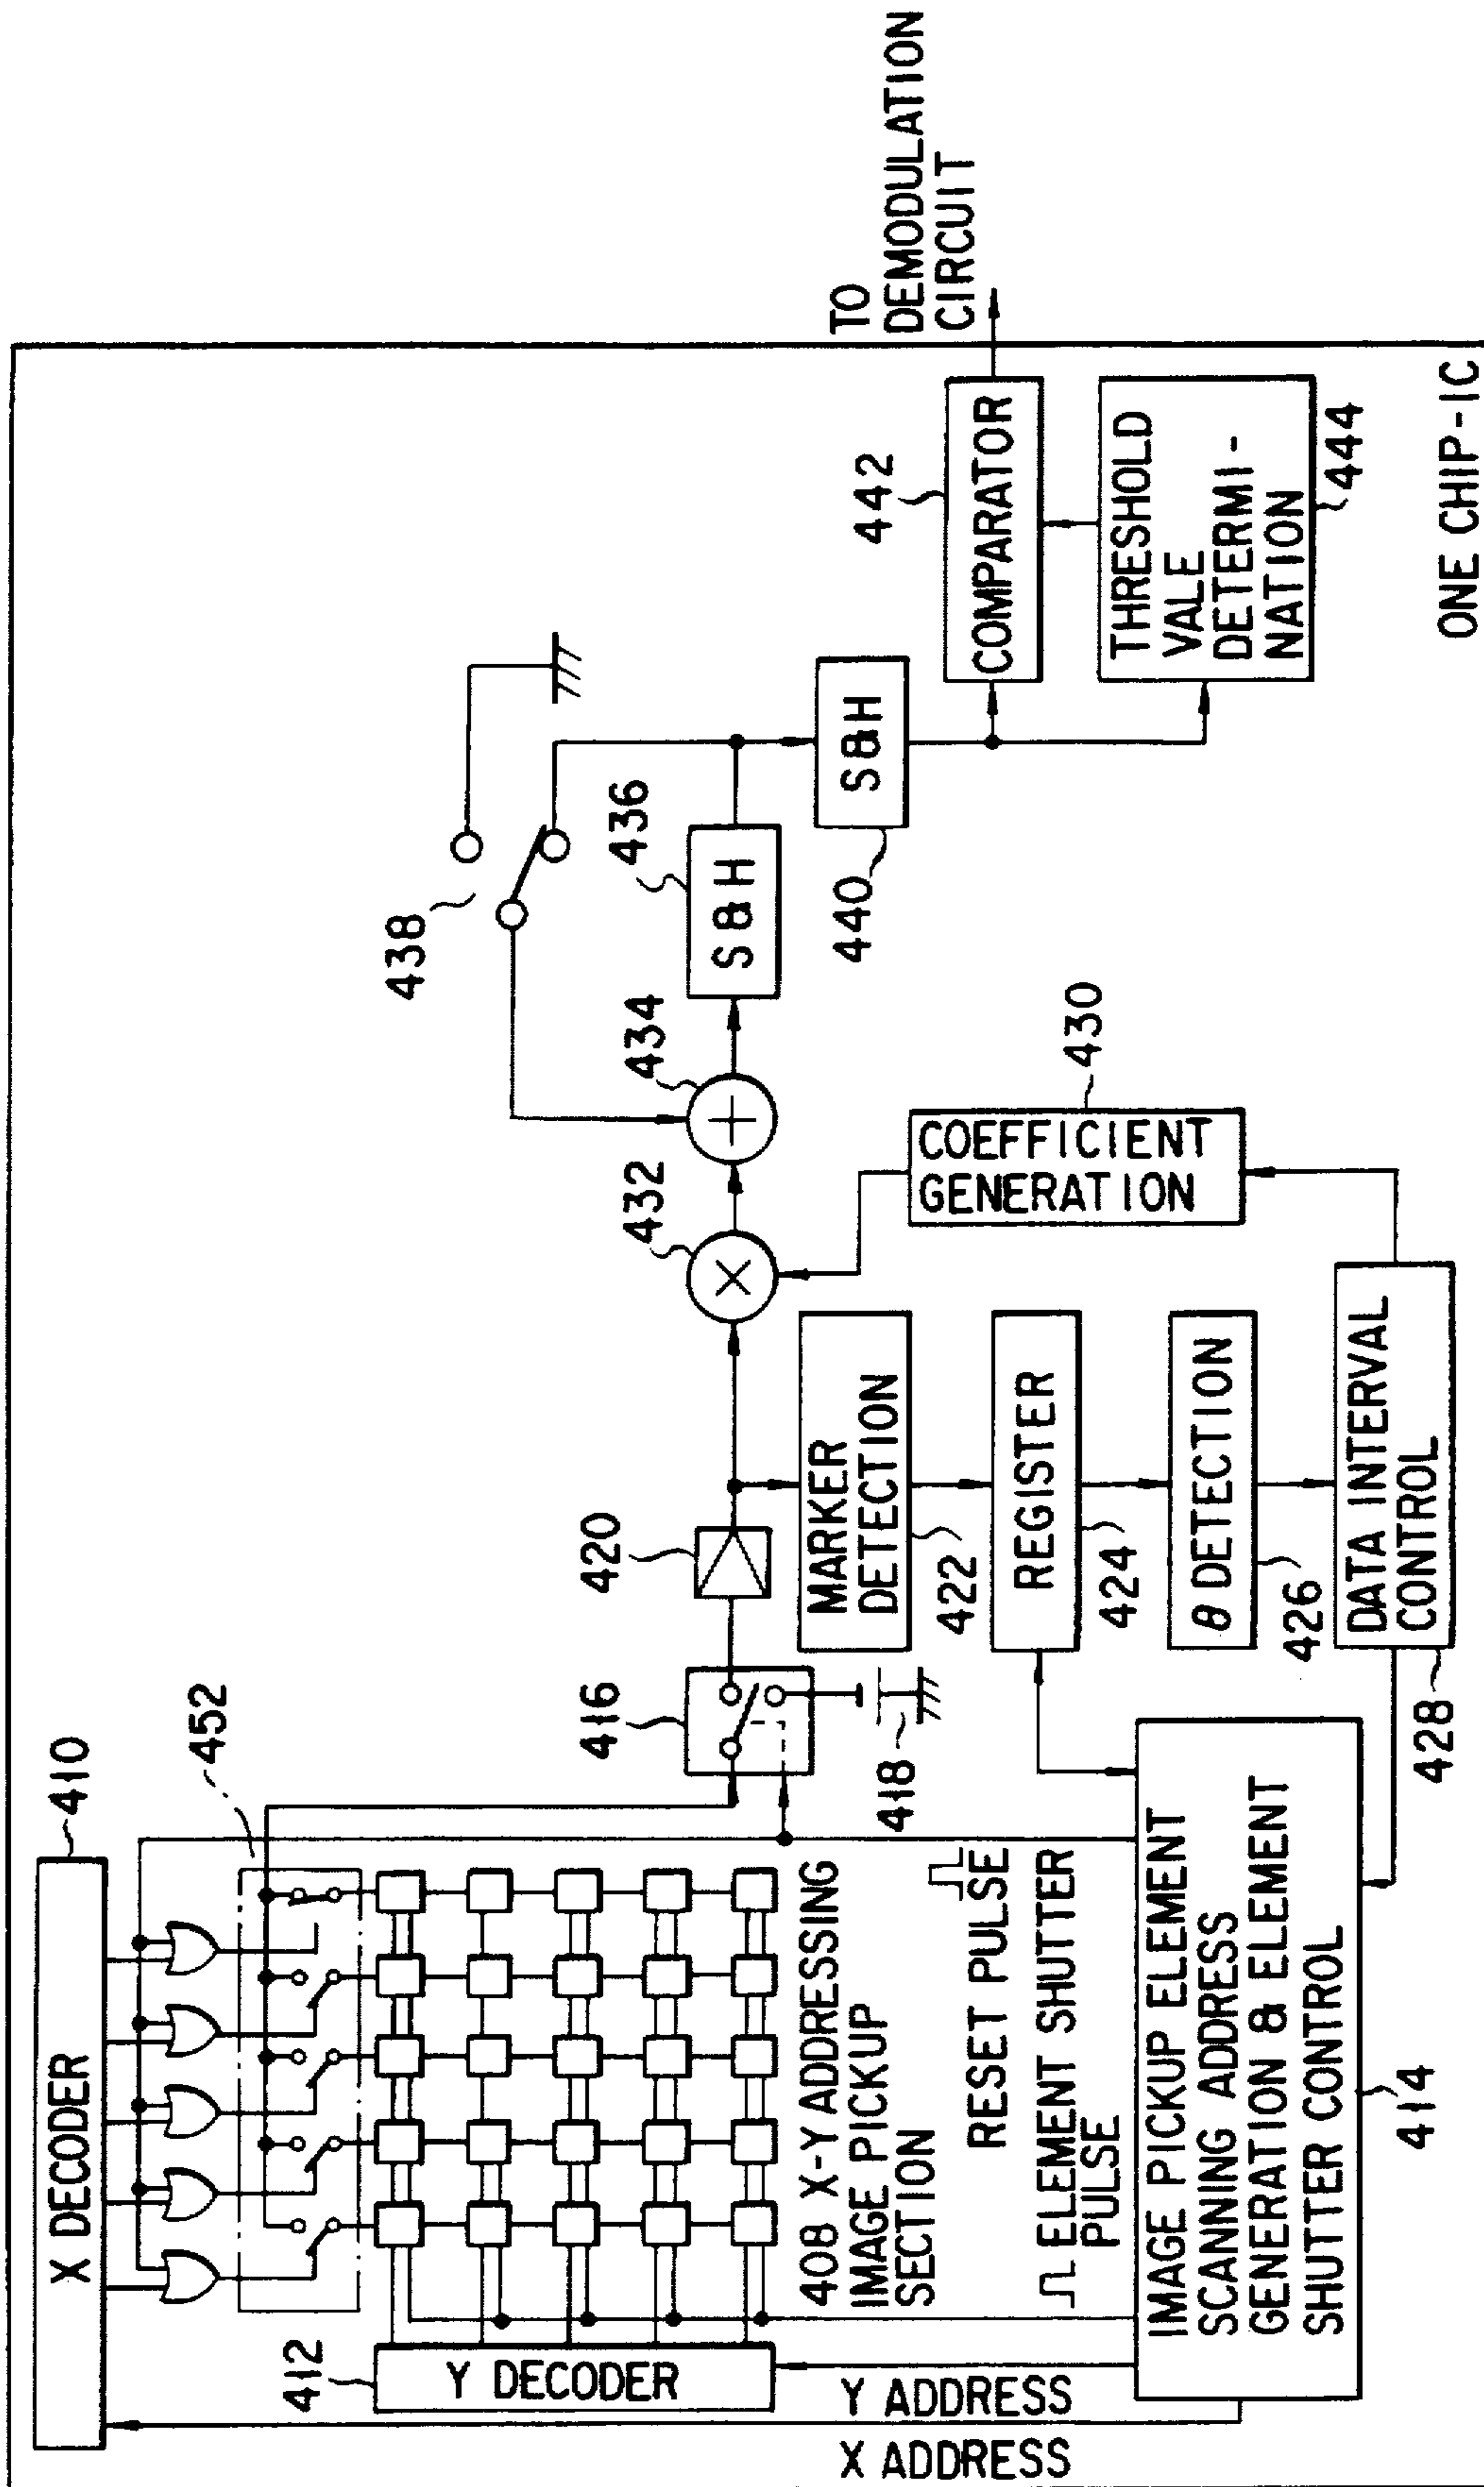 X DECODER
410
452
412
Y DECODER
408 X-Y ADDRESSING
IMAGE PICKUP
SECTION
RESET PULSE
ELEMENT SHUTTER
PULSE
Y ADDRESS
X ADDRESS
IMAGE PICKUP ELEMENT
SCANNING ADDRESS
GENERATION & ELEMENT
SHUTTER CONTROL
414
416
418
420
MARKER
DETECTION
422
REGISTER
424
θ DETECTION
426
DATA INTERVAL
CONTROL
428
COEFFICIENT
GENERATION
430
432
434
S&H
436
438
S&H
440
COMPARATOR
442
THRESHOLD
VALE
DETERMI-
NATION
444
TO
DEMODULATION
CIRCUIT
ONE CHIP-IC